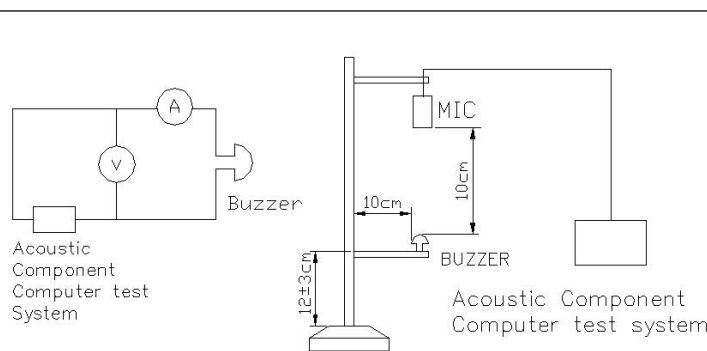 A
V
Buzzer
Acoustic
Component
Computer test
System
MIC
10cm
10cm
BUZZER
12±3cm
Acoustic Component
Computer test system